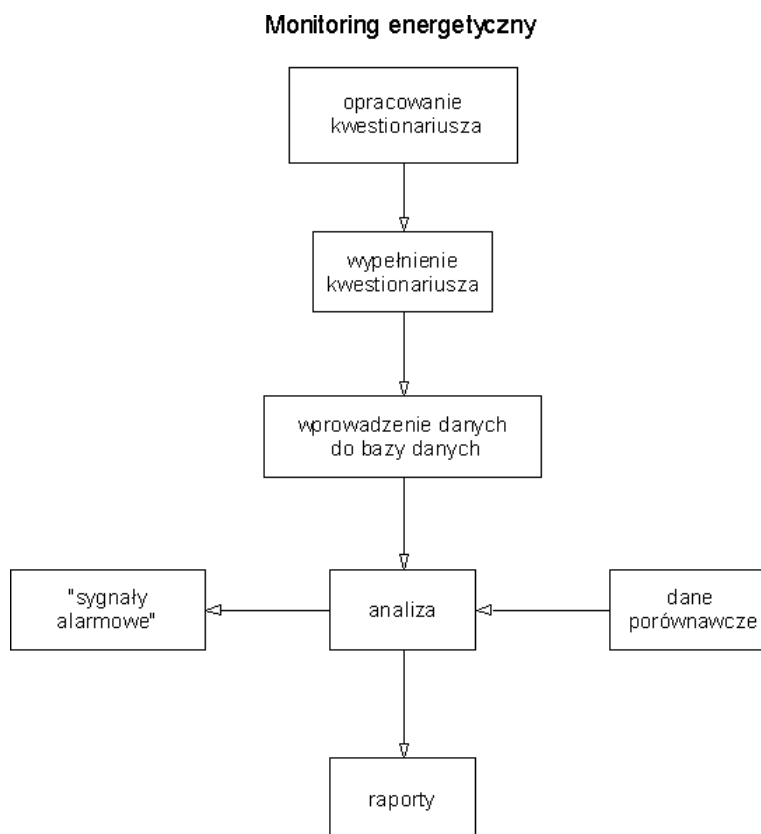 Monitoring energetyczny
opracowanie
kwestionariusza
wypełnienie
kwestionariusza
wprowadzenie danych
do bazy danych
"sygnały
alarmowe"
analiza
dane
porównawcze
raporty